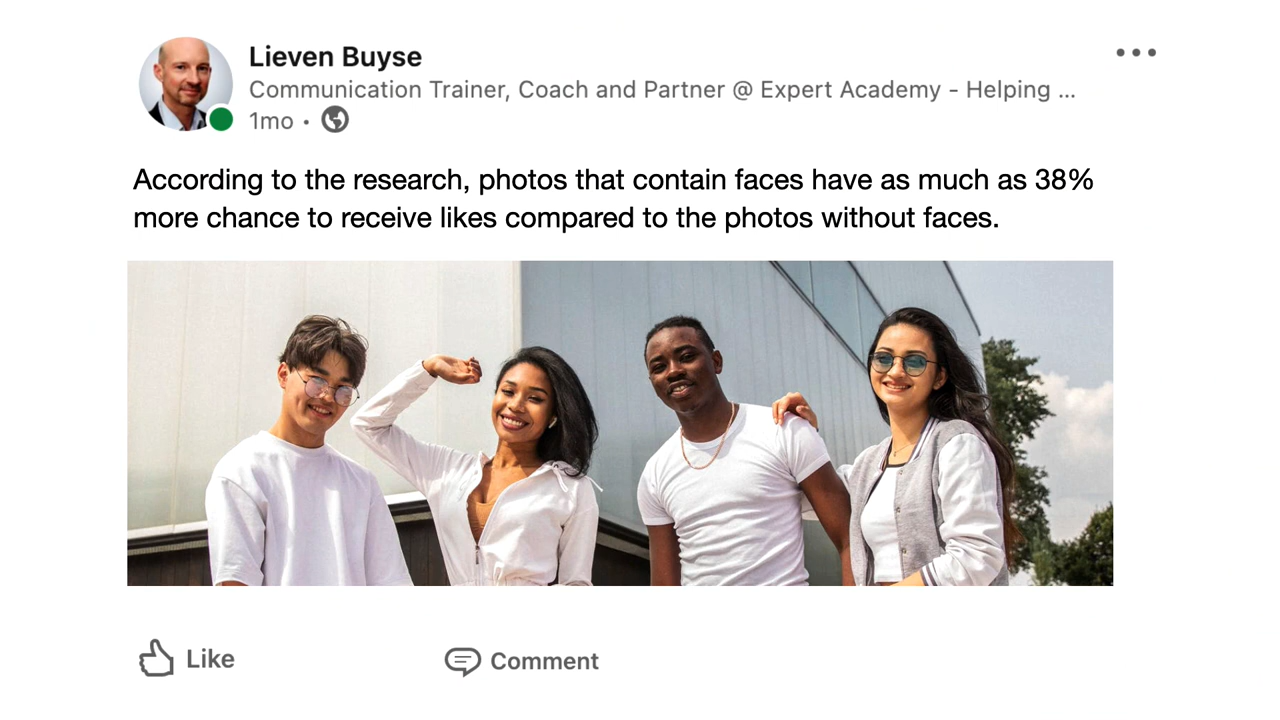 Lieven Buyse
Communication Trainer, Coach and Partner @ Expert Academy - Helping ...
1mo •
According to the research, photos that contain faces have as much as 38%
more chance to receive likes compared to the photos without faces.
Like
Comment